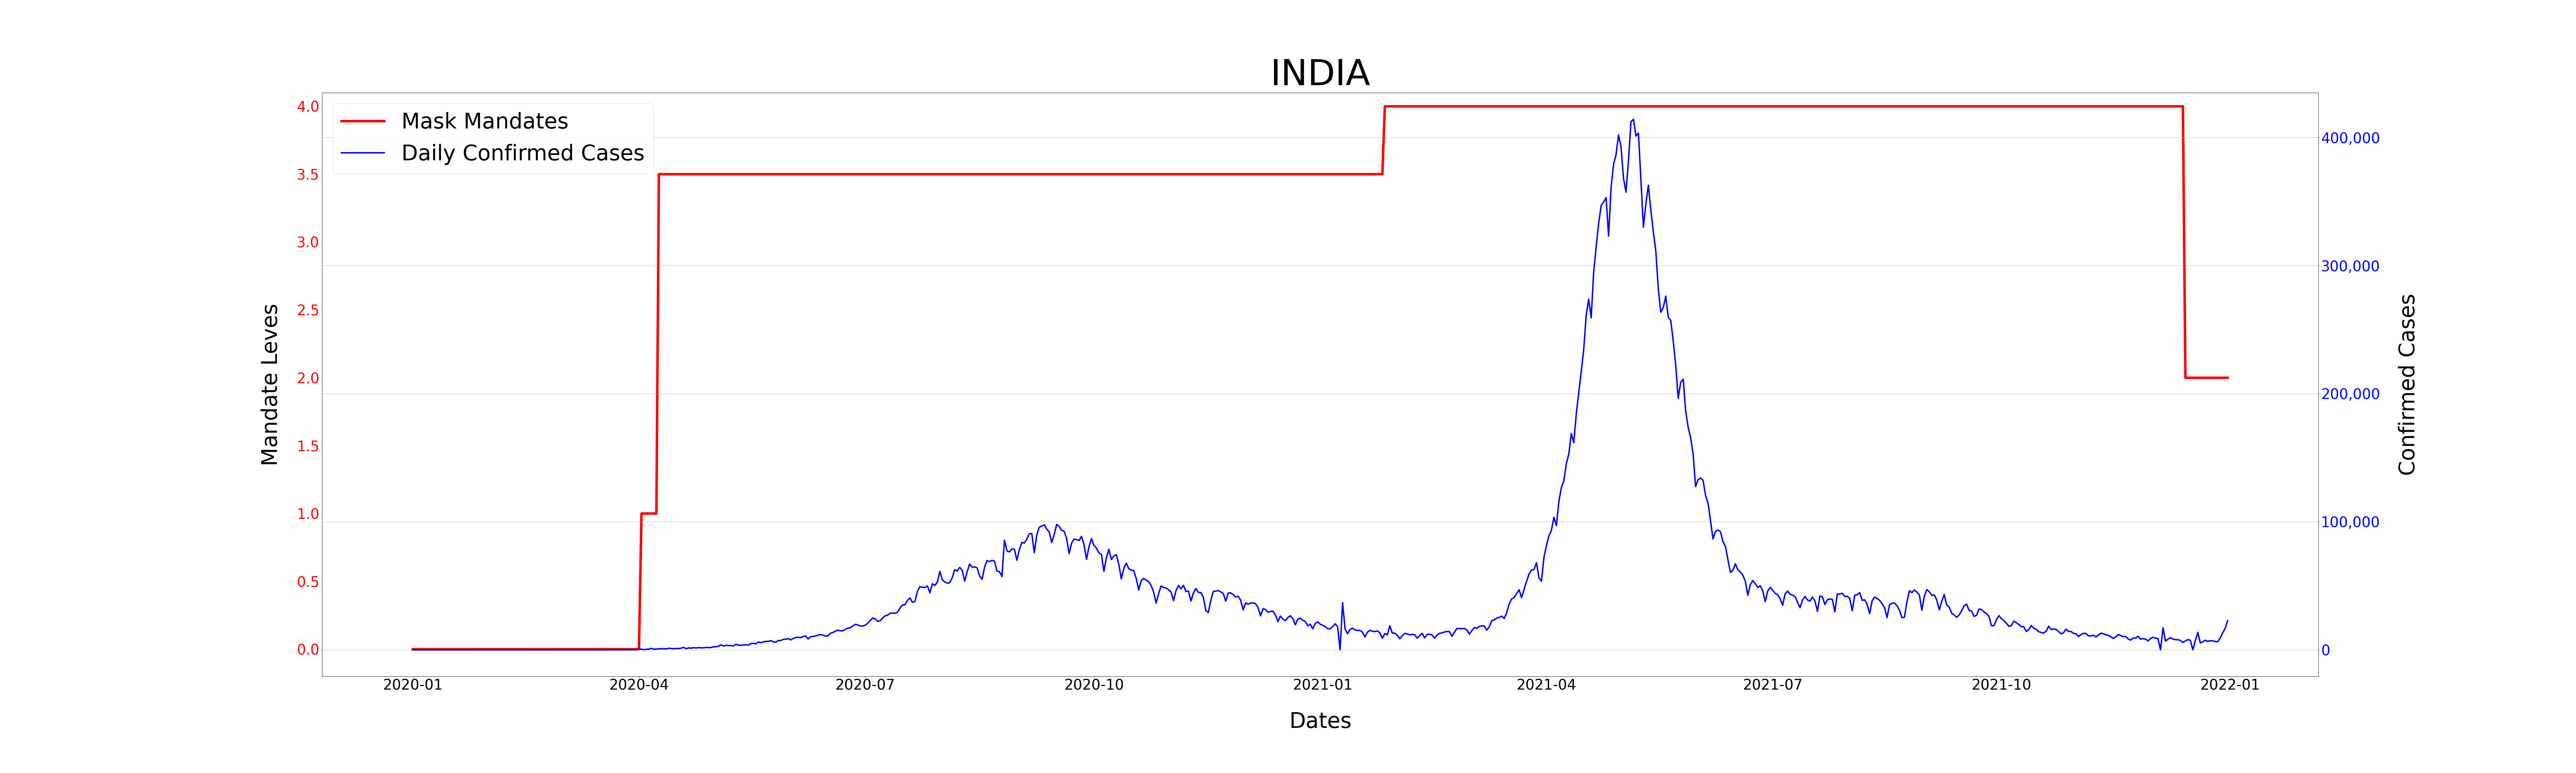 INDIA
Mask Mandates
Daily Confirmed Cases
4.0
3.5
3.0
2.5
2.0
1.5
1.0
0.5
0.0
Mandate Leves
400,000
300,000
200,000
100,000
0
Confirmed Cases
2020-01 2020-04 2020-07 2020-10 2021-01 2021-04 2021-07 2021-10 2022-01
Dates